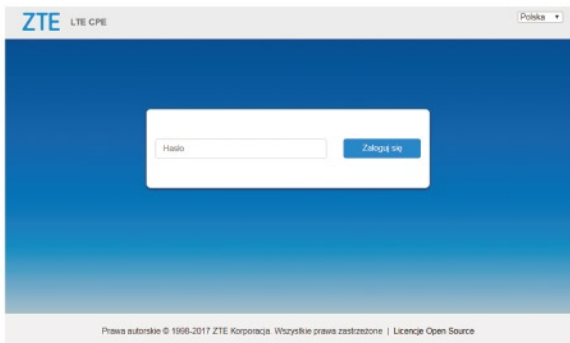 ZTE LTE CPE
Polska
Hasło
Zaloguj się
Prawa autorskie © 1998-2017 ZTE Korporacja. Wszystkie prawa zastrzeżone | Licencje Open Source